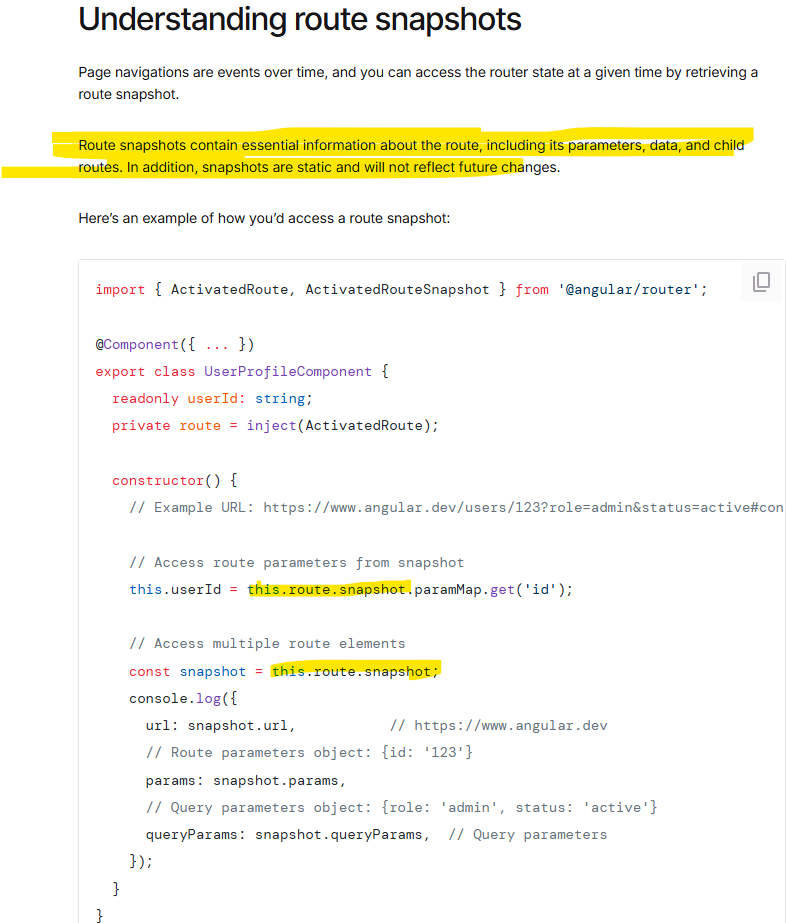 Understanding route snapshots
Page navigations are events over time, and you can access the router state at a given time by retrieving a
route snapshot.
Route snapshots contain essential information about the route, including its parameters, data, and child
routes. In addition, snapshots are static and will not reflect future changes.
Here’s an example of how you’d access a route snapshot:
import { ActivatedRoute, ActivatedRouteSnapshot } from '@angular/router';
@Component({ ... })
export class UserProfileComponent {
readonly userId: string;
private route = inject(ActivatedRoute);
constructor() {
// Example URL: https://www.angular.dev/users/123?role=admin&status=active#con
// Access route parameters from snapshot
this.userId = this.route.snapshot.paramMap.get('id');
// Access multiple route elements
const snapshot = this.route.snapshot;
console.log({
url: snapshot.url, // https://www.angular.dev
// Route parameters object: {id: '123'}
params: snapshot.params,
// Query parameters object: {role: 'admin', status: 'active'}
queryParams: snapshot.queryParams, // Query parameters
});
}
}